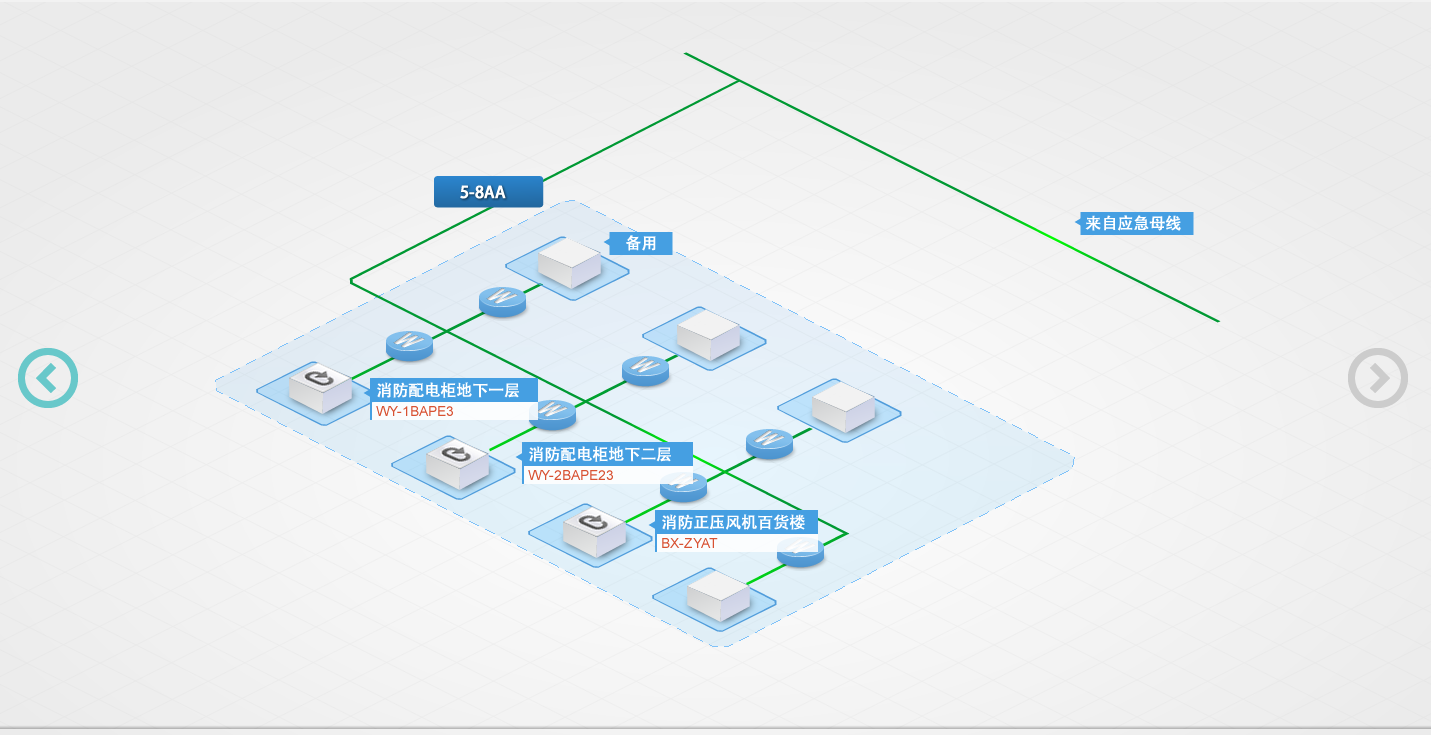 5-8AA
来自应急母线
备用
消防配电柜地下一层
WY-1BAPE3
W
W
W
W
消防配电柜地下二层
WY-2BAPE23
W
W
消防正压风机百货楼
BX-ZYAT
W